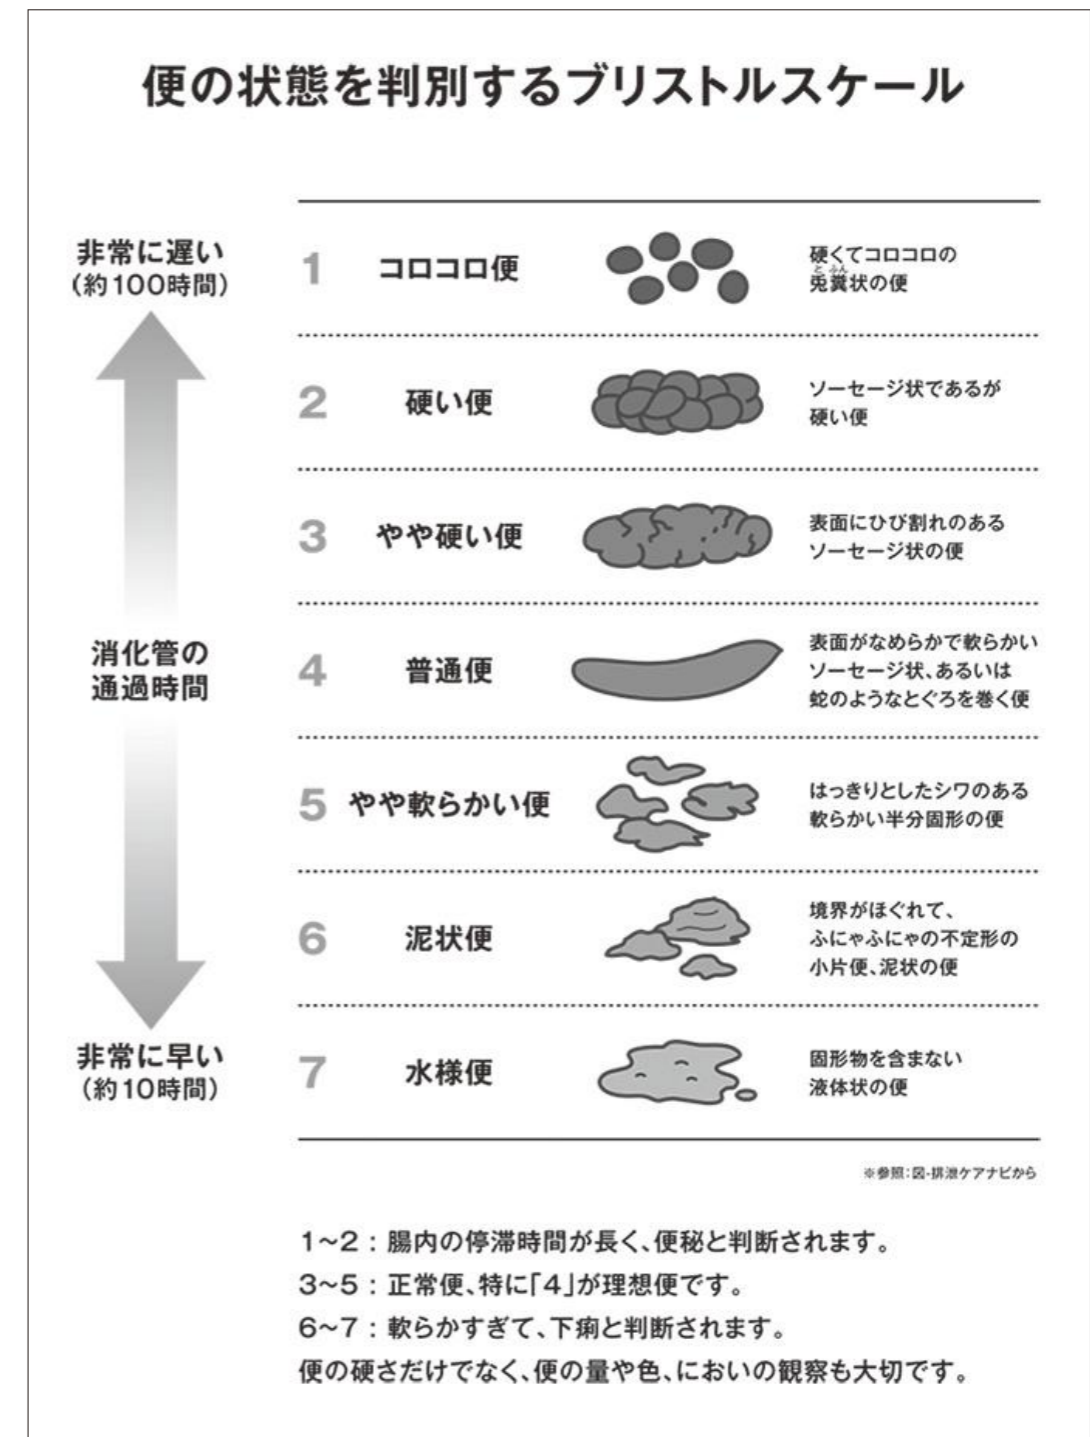 便の状態を判別するブリストルスケール
非常に遅い
(約100時間)
消化管の
通過時間
非常に早い
(約10時間)
1 コロコロ便
硬くてコロコロの
とふん
兎糞状の便
2 硬い便
ソーセージ状であるが
硬い便
3 やや硬い便
表面にひび割れのある
ソーセージ状の便
4 普通便
表面がなめらかで軟らかい
ソーセージ状、あるいは
蛇のようなとぐろを巻く便
5 やや軟らかい便
はっきりとしたシワのある
軟らかい半分固形の便
6 泥状便
境界がほぐれて、
ふにゃふにゃの不定形の
小片便、泥状の便
7 水様便
固形物を含まない
液体状の便
※参照:図-排泄ケアナビから
1~2:腸内の停滞時間が長く、便秘と判断されます。
3~5:正常便、特に「4」が理想便です。
6~7:軟らかすぎて、下痢と判断されます。
便の硬さだけでなく、便の量や色、においの観察も大切です。